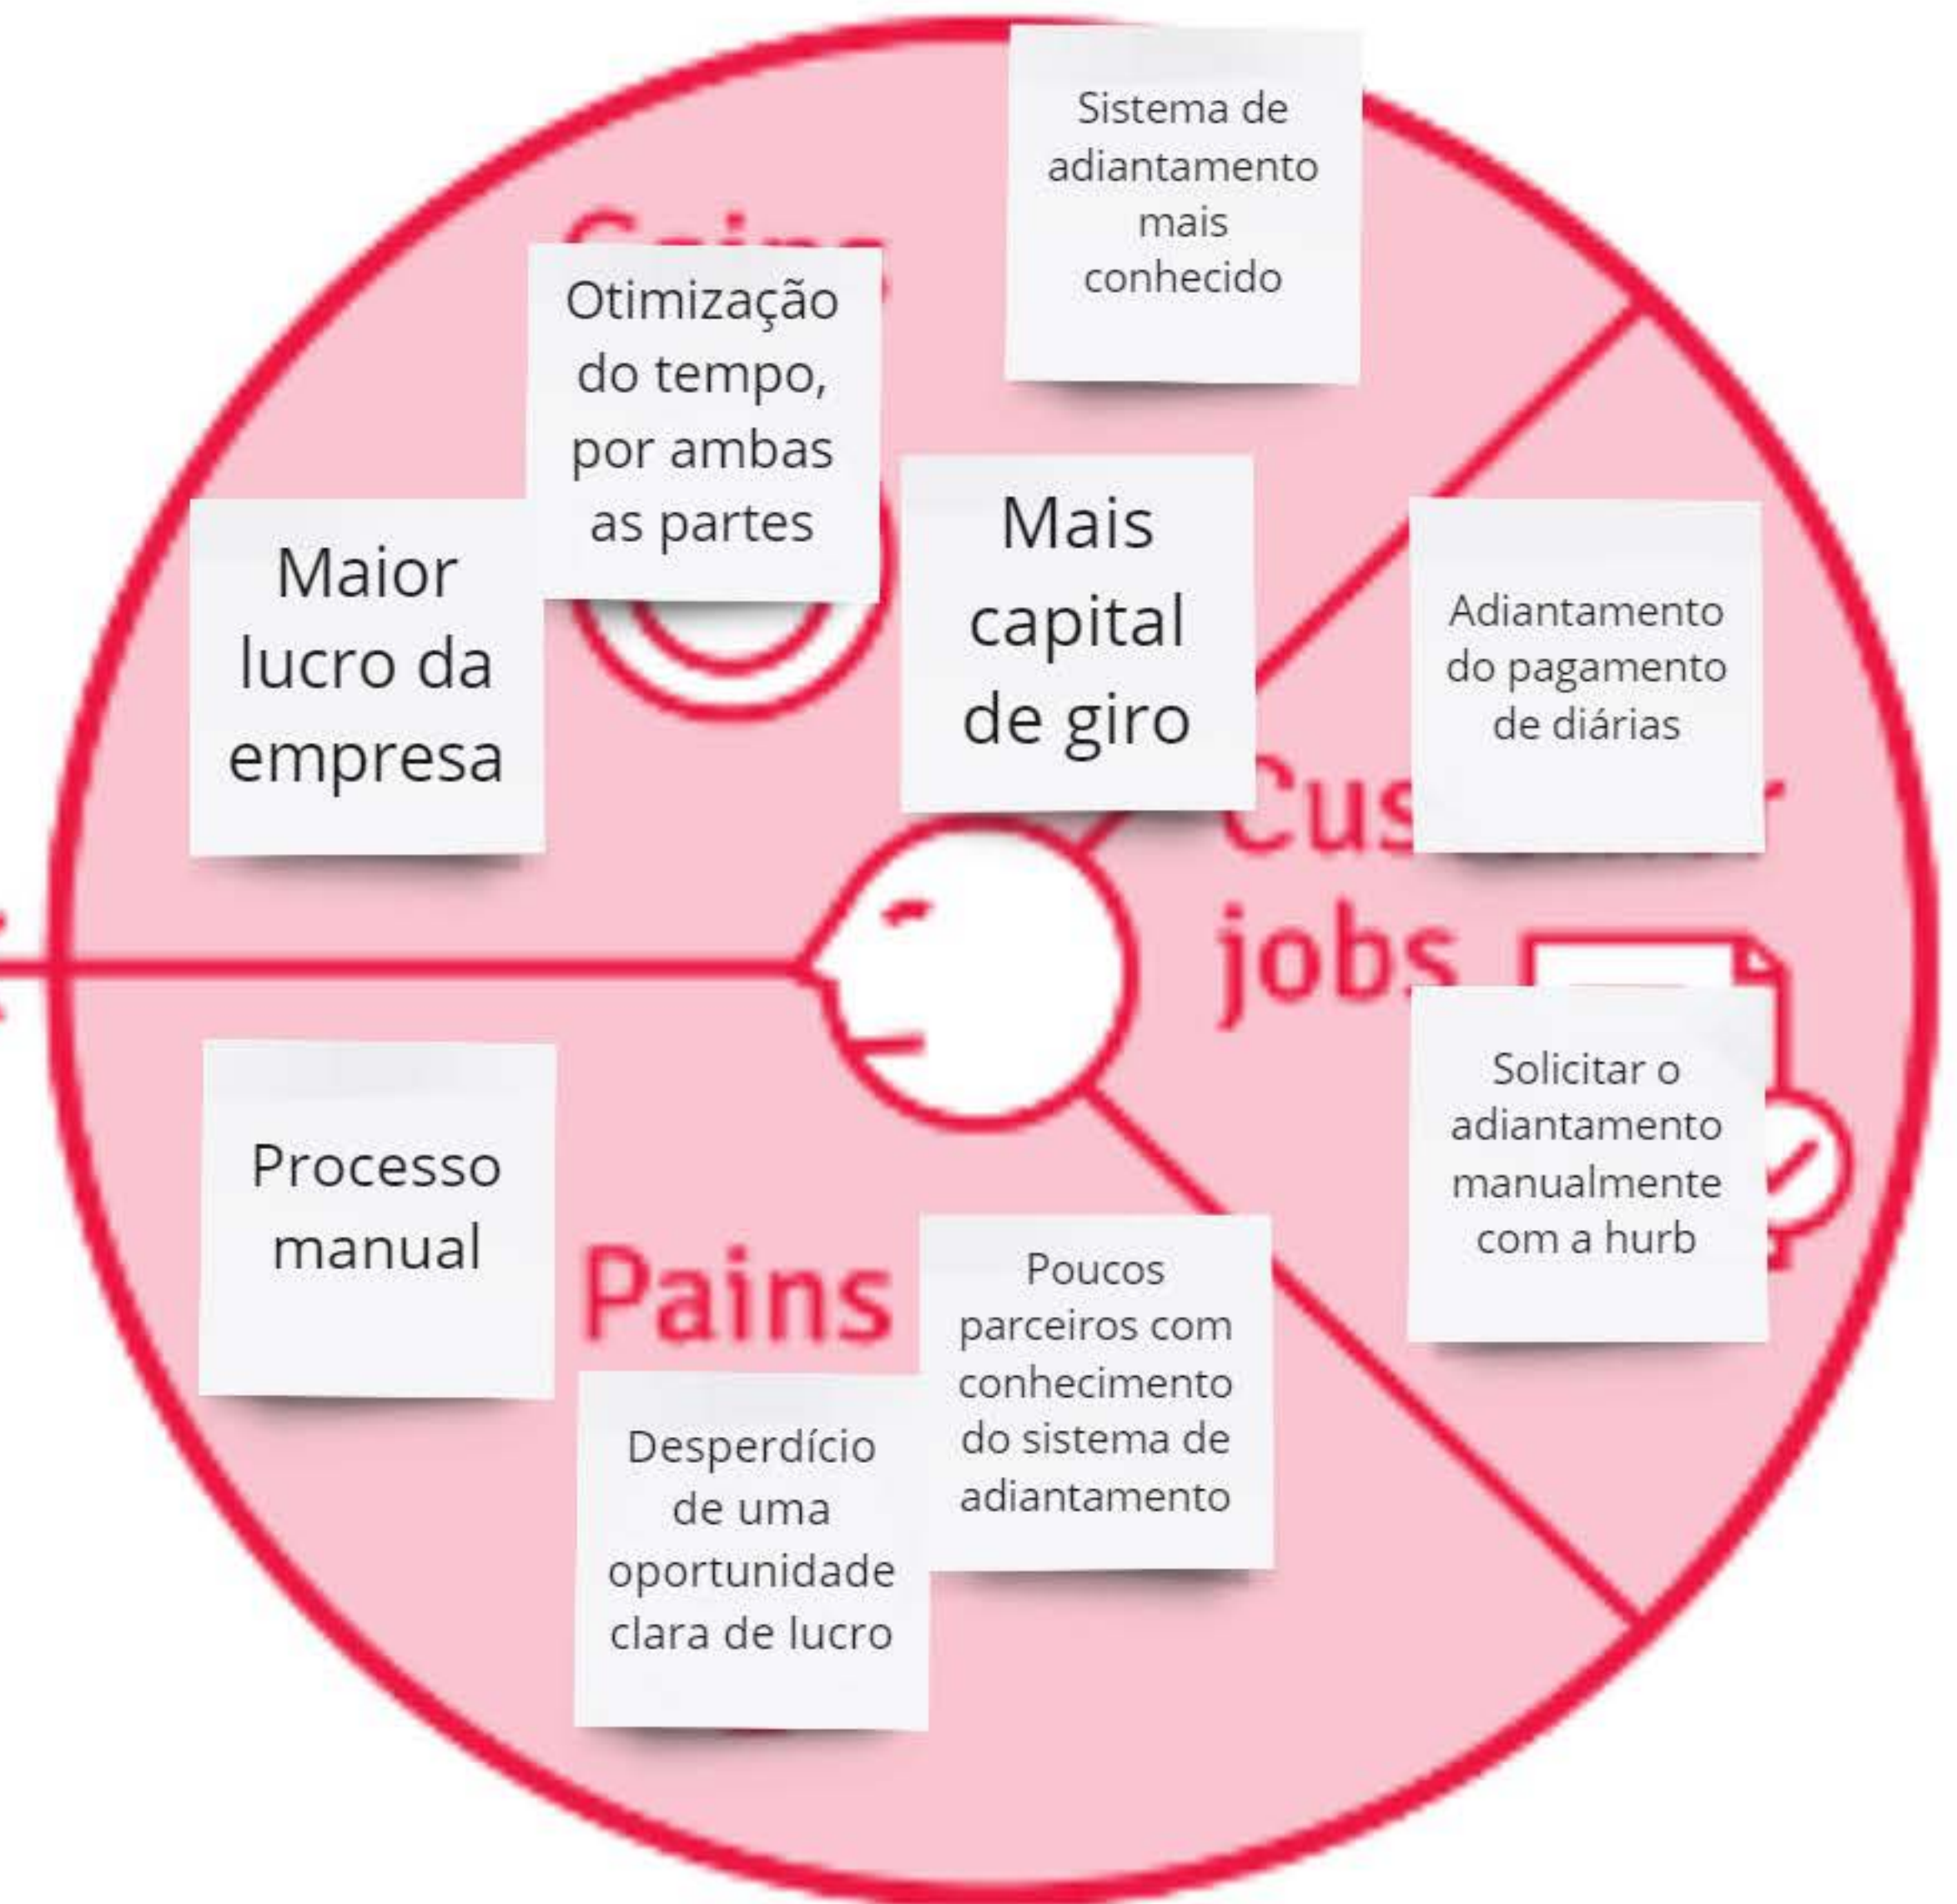 Sistema de
adiantamento
mais
conhecido
Otimização
do tempo,
por ambas
as partes
Maior
lucro da
empresa
Mais
capital
de giro
Adiantamento
do pagamento
de diárias
jobs
Solicitar o
adiantamento
manualmente
com a hurb
Processo
manual
Pains
Poucos
parceiros com
conhecimento
do sistema de
adiantamento
Desperdício
de uma
oportunidade
clara de lucro